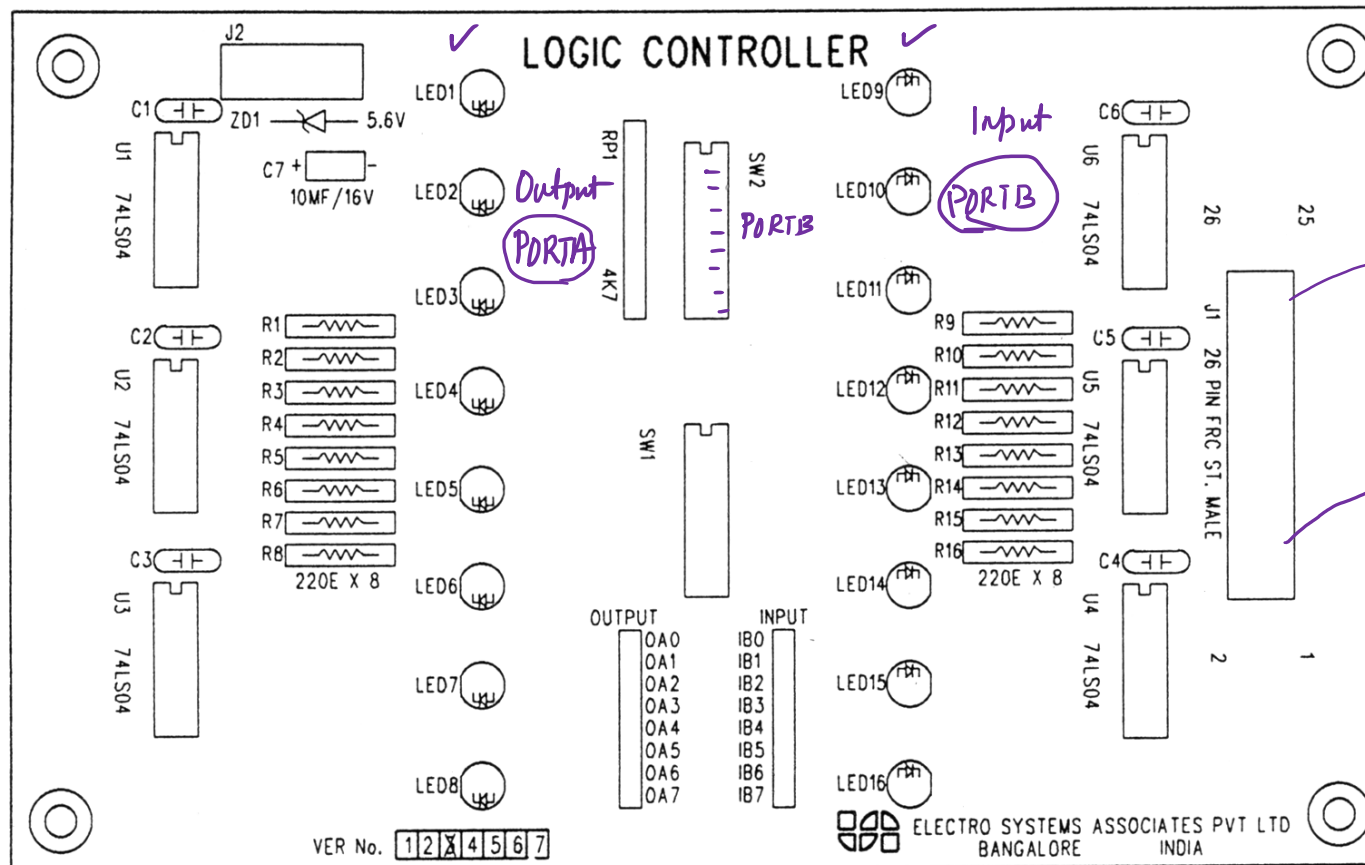 J2
LOGIC CONTROLLER
C1
ZD1 5.6V
C7 + -
10MF/16V
U1 74LS04
C2
U2 74LS04
C3
U3 74LS04
R1
R2
R3
R4
R5
R6
R7
R8
220E X 8
LED1
LED2
LED3
LED4
LED5
LED6
LED7
LED8
Output
PORTA
RP1 4K7
SW2
PORTB
SW1
OUTPUT
OA0
OA1
OA2
OA3
OA4
OA5
OA6
OA7
INPUT
IB0
IB1
IB2
IB3
IB4
IB5
IB6
IB7
LED9
LED10
LED11
LED12
LED13
LED14
LED15
LED16
Input
PORTB
R9
R10
R11
R12
R13
R14
R15
R16
220E X 8
C6
U6 74LS04
C5
U5 74LS04
C4
U4 74LS04
26 25
J1 26 PIN FRC ST. MALE
2 1
VER No. 1 2 3 4 5 6 7
ELECTRO SYSTEMS ASSOCIATES PVT LTD
BANGALORE INDIA